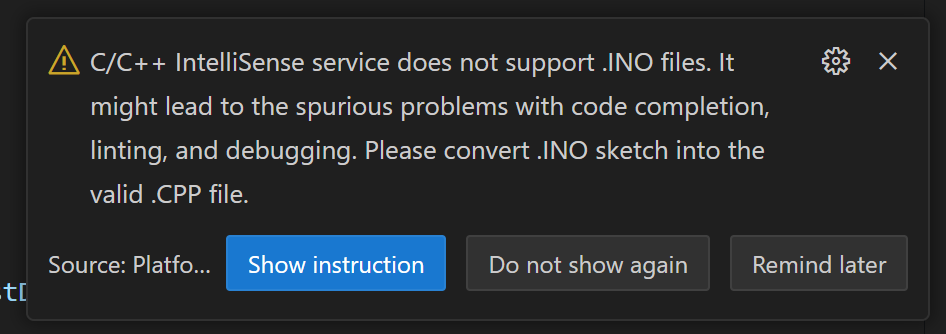 C/C++ IntelliSense service does not support .INO files. It
might lead to the spurious problems with code completion,
linting, and debugging. Please convert .INO sketch into the
valid .CPP file.
Source: Platfo... Show instruction Do not show again Remind later